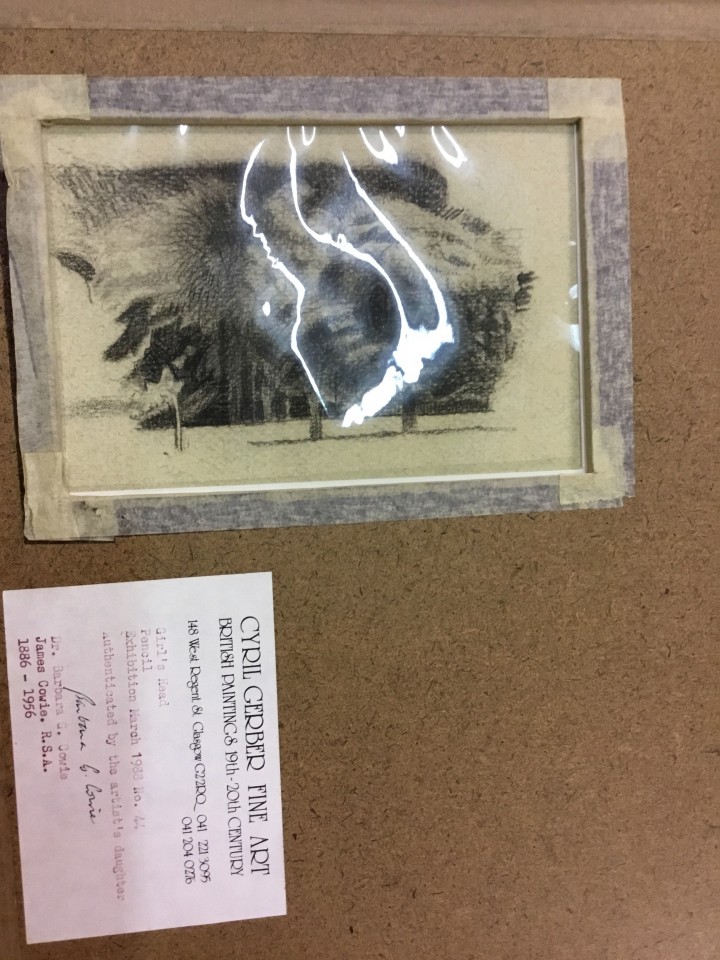 CYRIL GERBER FINE ART
BRITISH PAINTINGS 19th-20th CENTURY
148 West Regent St. Glasgow G2 2RQ 041 221 3095
041 204 0276
Girl's Head
Pencil
Exhibition March 1988 No. 44
authenticated by the artist's daughter
Barbara G. Cowie
Dr. Barbara G. Cowie
James Cowie. R.S.A.
1886 - 1956